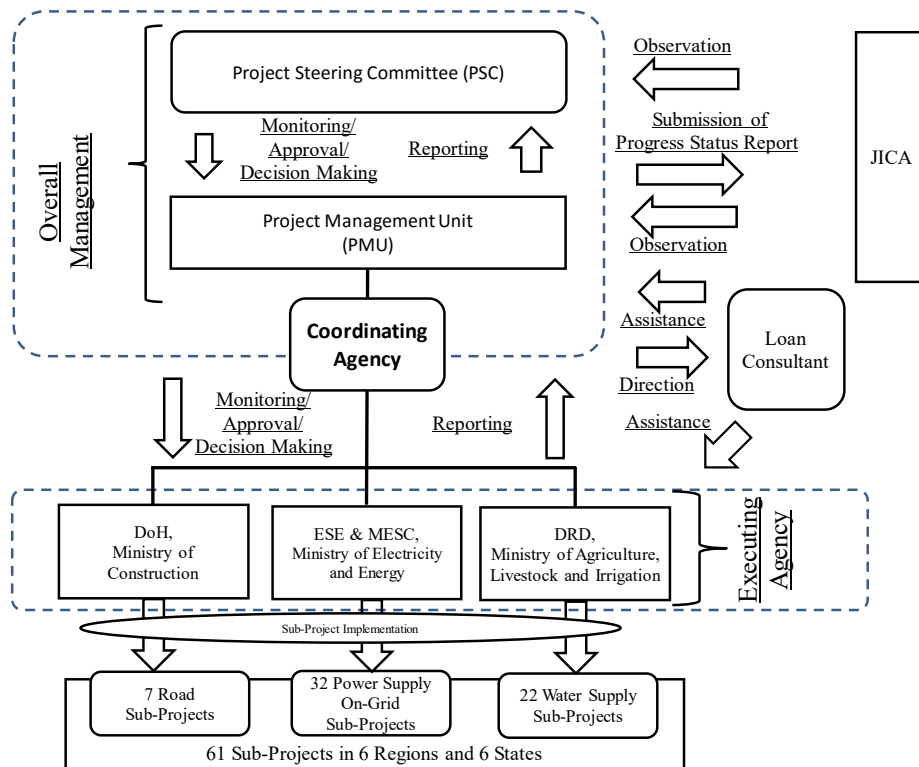 Project Steering Committee (PSC)
Monitoring/
Approval/
Decision Making
Reporting
Project Management Unit
(PMU)
Overall
Management
Coordinating
Agency
Observation
Submission of
Progress Status Report
Observation
JICA
Assistance
Direction
Assistance
Loan
Consultant
Monitoring/
Approval/
Decision Making
Reporting
DoH,
Ministry of
Construction
ESE & MESC,
Ministry of Electricity
and Energy
DRD,
Ministry of Agriculture,
Livestock and Irrigation
Executing
Agency
Sub-Project Implementation
7 Road
Sub-Projects
32 Power Supply
On-Grid
Sub-Projects
22 Water Supply
Sub-Projects
61 Sub-Projects in 6 Regions and 6 States